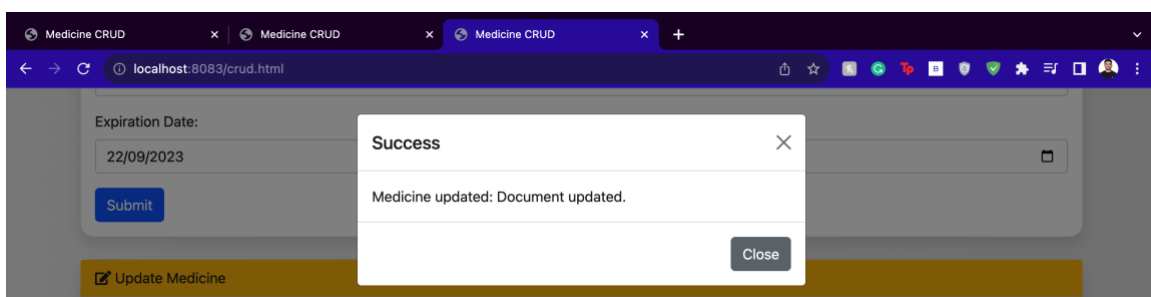 Medicine CRUD
Medicine CRUD
Medicine CRUD
localhost:8083/crud.html
Tp
B
Expiration Date:
22/09/2023
Submit
Success
Medicine updated: Document updated.
Close
Update Medicine